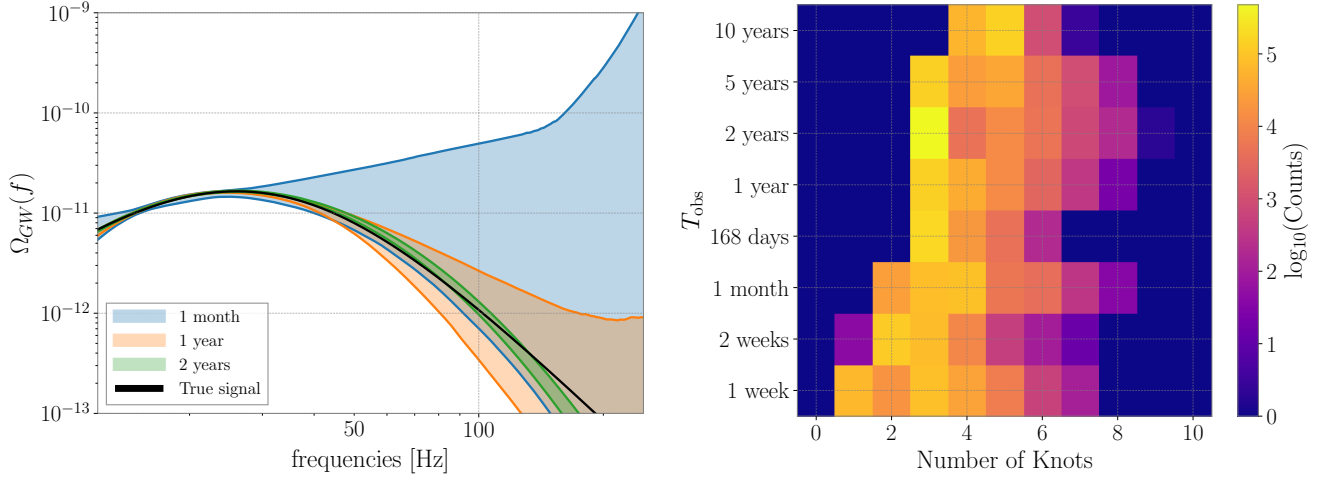 10⁻⁹
10⁻¹⁰
10⁻¹¹
10⁻¹²
10⁻¹³
Ω_GW(f)
1 month
1 year
2 years
True signal
50
100
frequencies [Hz]
10 years
5 years
2 years
1 year
168 days
1 month
2 weeks
1 week
T_obs
0 2 4 6 8 10
Number of Knots
5
4
3
2
1
0
log₁₀(Counts)